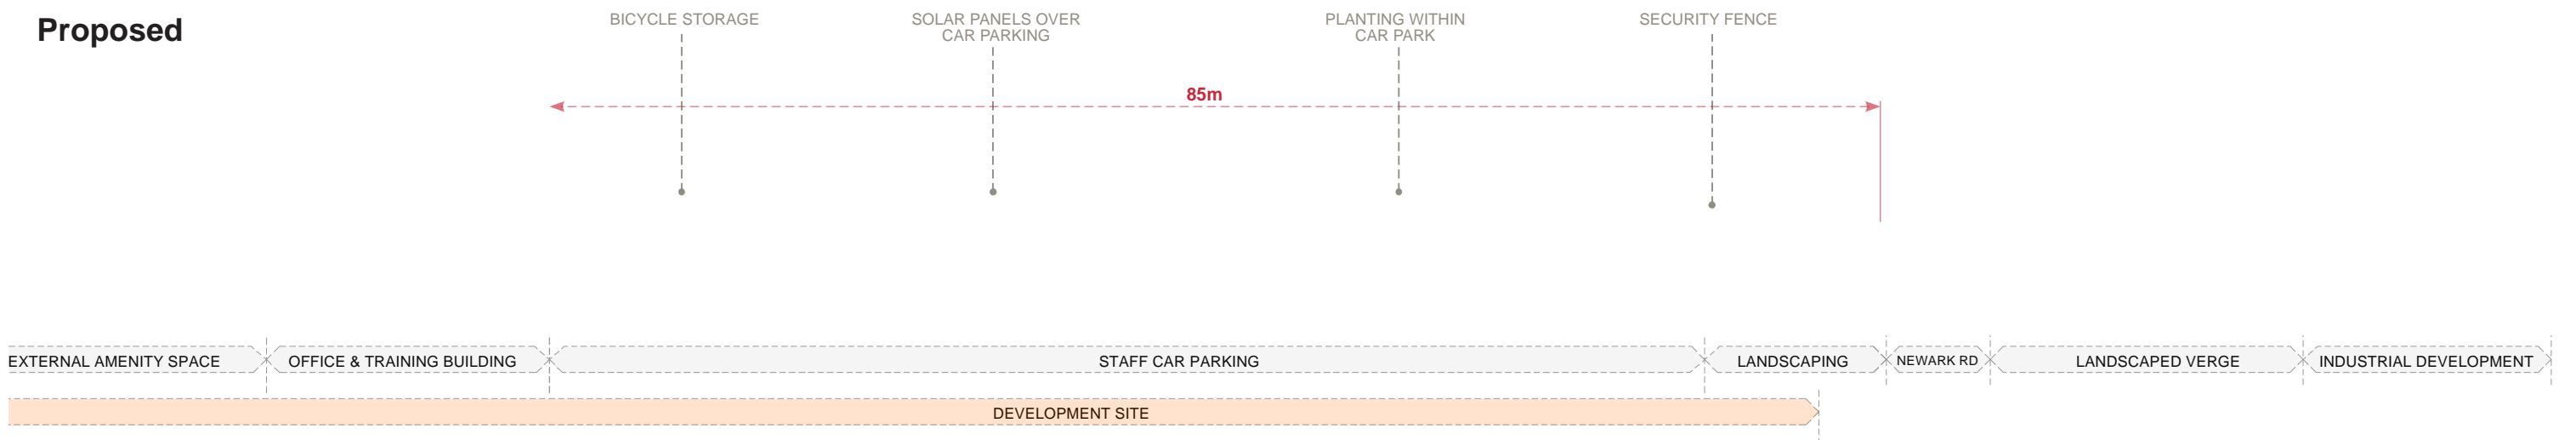 Proposed
BICYCLE STORAGE
SOLAR PANELS OVER
CAR PARKING
PLANTING WITHIN
CAR PARK
SECURITY FENCE
85m
EXTERNAL AMENITY SPACE
OFFICE & TRAINING BUILDING
STAFF CAR PARKING
LANDSCAPING
NEWARK RD
LANDSCAPED VERGE
INDUSTRIAL DEVELOPMENT
DEVELOPMENT SITE